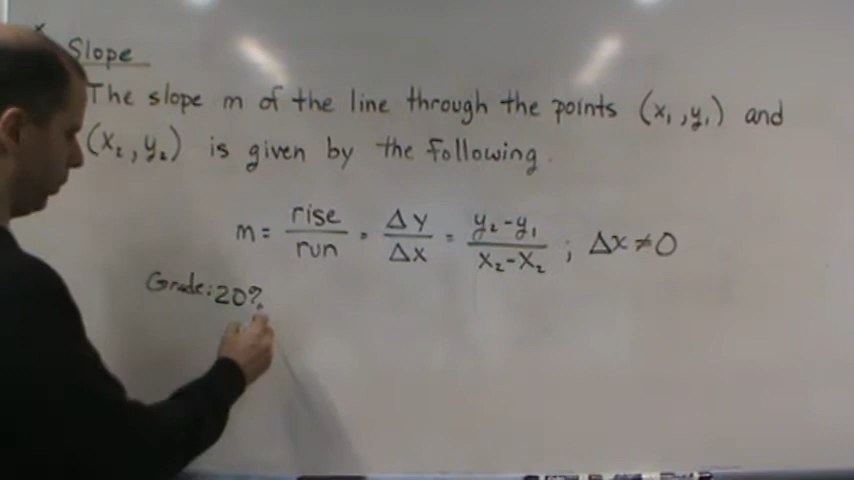 Slope
The slope m of the line through the points (x₁,y₁) and
(x₂,y₂) is given by the following.
m = rise/run = Δy/Δx = y₂-y₁/x₂-x₂ ; Δx≠0
Grade: 20%